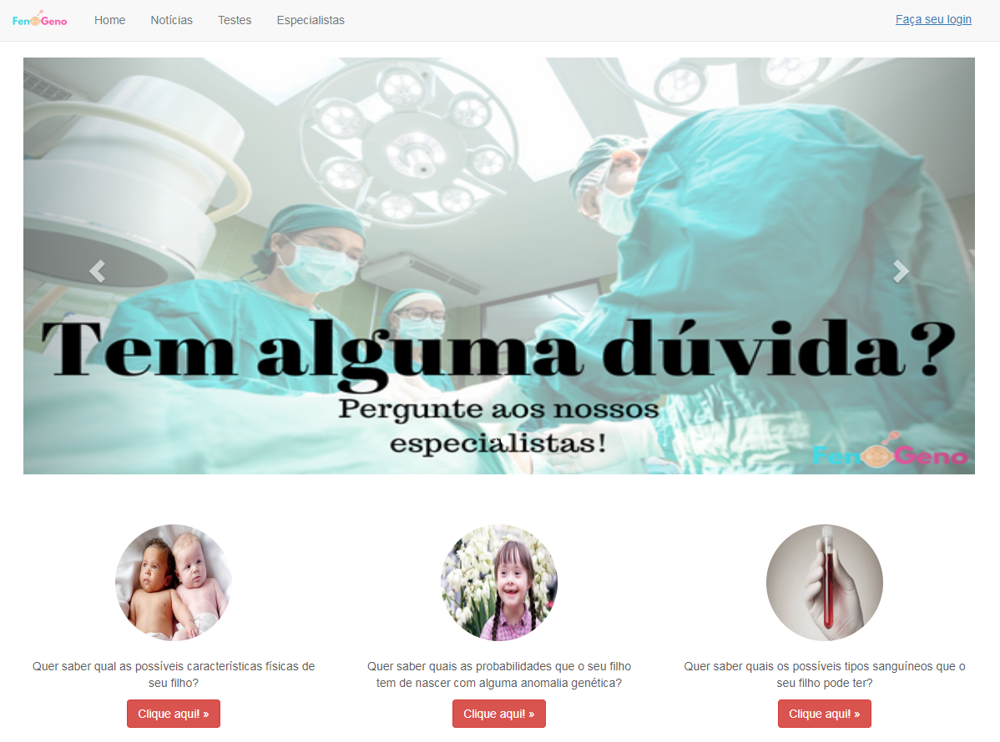 FenoGeno
Home
Notícias
Testes
Especialistas
Faça seu login
Tem alguma dúvida?
Pergunte aos nossos
especialistas!
FenoGeno
Quer saber qual as possíveis características físicas de
seu filho?
Quer saber quais as probabilidades que o seu filho
tem de nascer com alguma anomalia genética?
Quer saber quais os possíveis tipos sanguíneos que o
seu filho pode ter?
Clique aqui! »
Clique aqui! »
Clique aqui! »